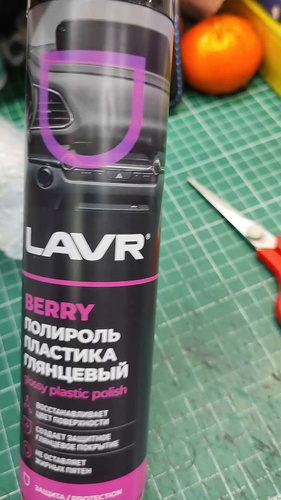 LAVR®
BERRY
ПОЛИРОЛЬ
ПЛАСТИКА
ГЛЯНЦЕВЫЙ
glossy plastic polish
ВОССТАНАВЛИВАЕТ
ЦВЕТ ПОВЕРХНОСТИ
СОЗДАЕТ ЗАЩИТНОЕ
ГЛЯНЦЕВОЕ ПОКРЫТИЕ
НЕ ОСТАВЛЯЕТ
ЖИРНЫХ ПЯТЕН
ЗАЩИТА / PROTECTION